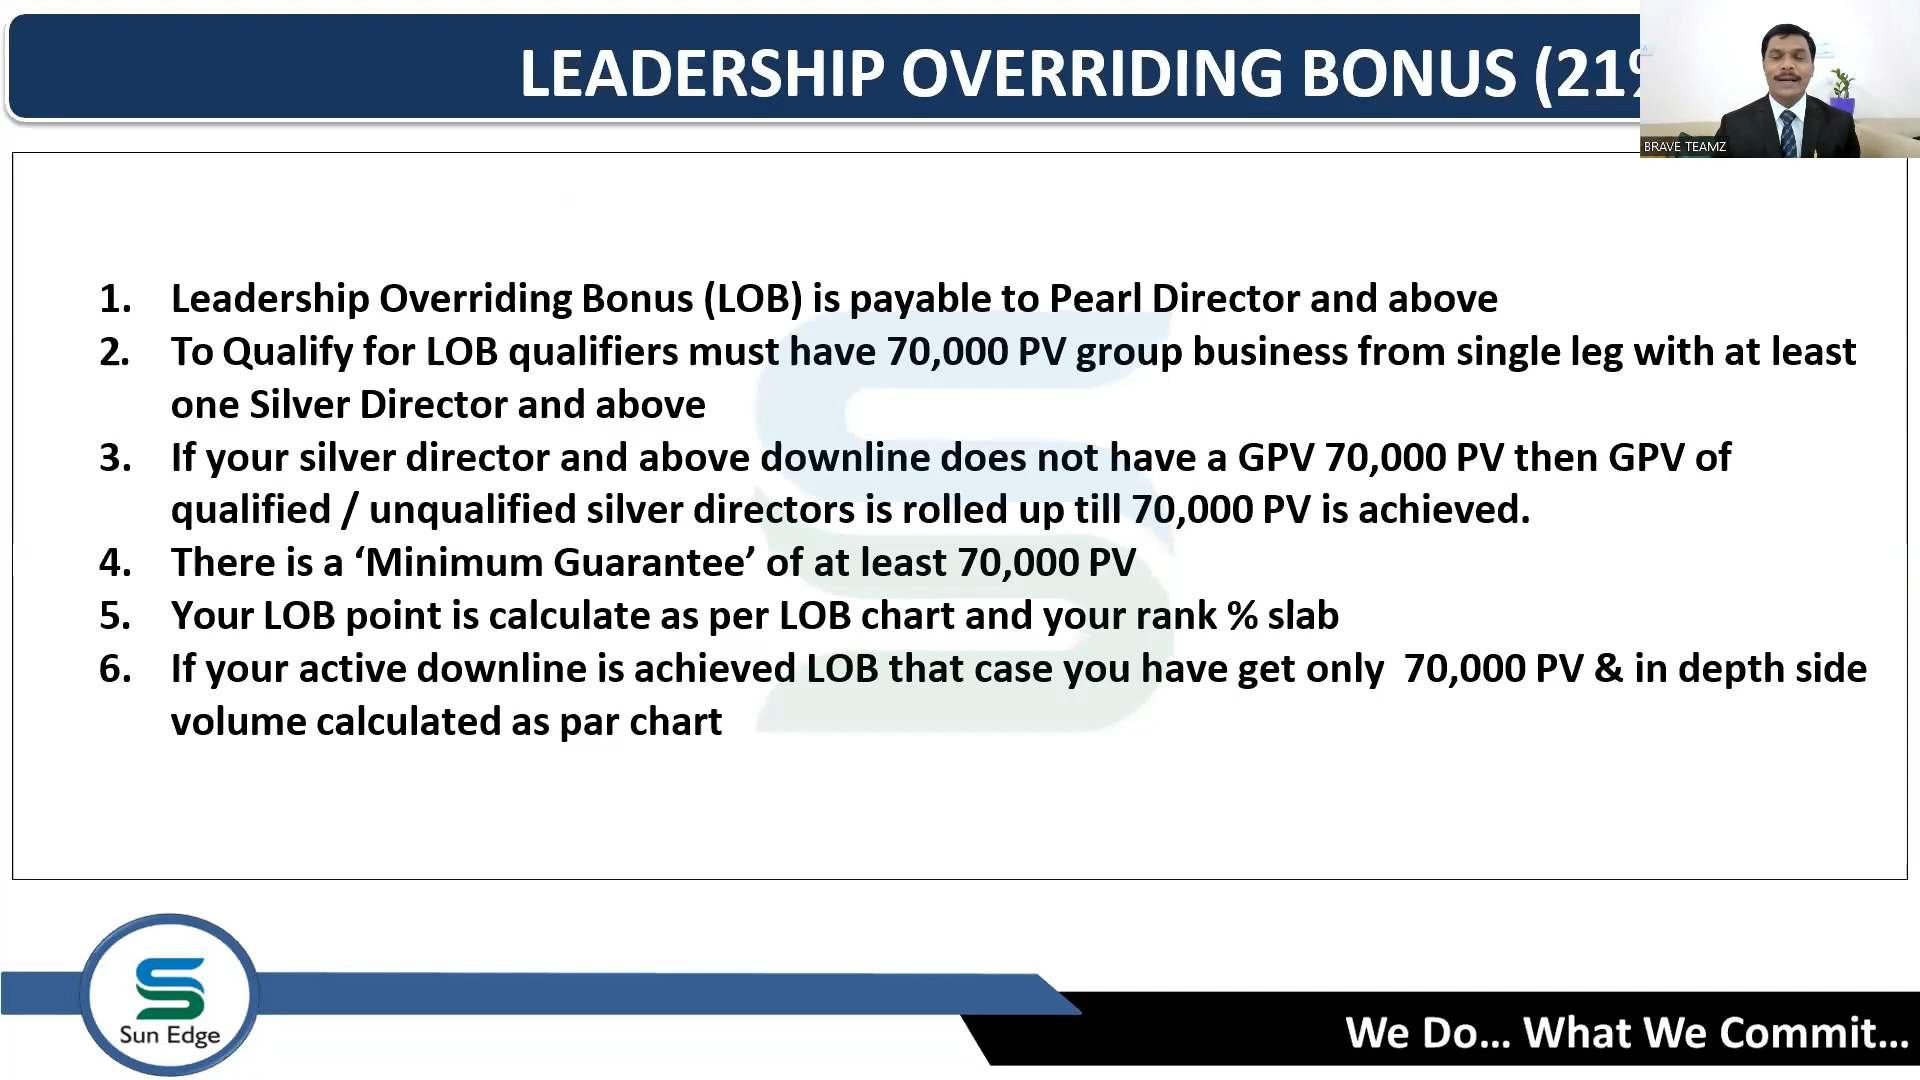 LEADERSHIP OVERRIDING BONUS (21%
BRAVE TEAMZ
1. Leadership Overriding Bonus (LOB) is payable to Pearl Director and above
2. To Qualify for LOB qualifiers must have 70,000 PV group business from single leg with at least
one Silver Director and above
3. If your silver director and above downline does not have a GPV 70,000 PV then GPV of
qualified / unqualified silver directors is rolled up till 70,000 PV is achieved.
4. There is a ‘Minimum Guarantee’ of at least 70,000 PV
5. Your LOB point is calculate as per LOB chart and your rank % slab
6. If your active downline is achieved LOB that case you have get only 70,000 PV & in depth side
volume calculated as par chart
Sun Edge
We Do... What We Commit...